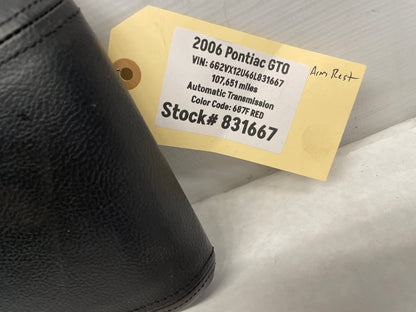 2006 Pontiac GTO
VIN: 6G2VX12U46L831667
107,651 miles
Automatic Transmission
Color Code: 687F RED
Stock# 831667
Arm Rest